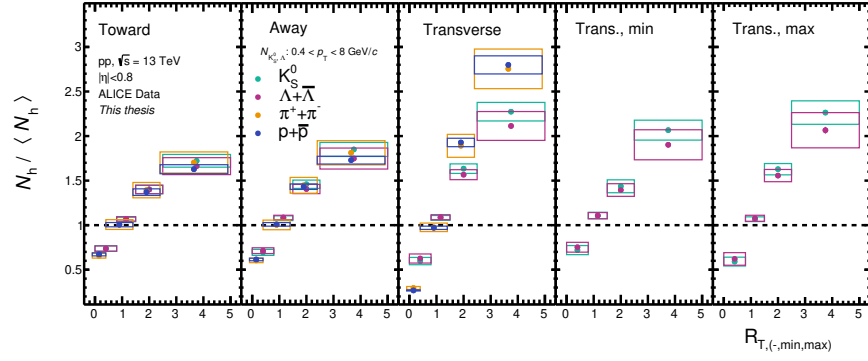 Toward
Away
Transverse
Trans., min
Trans., max
pp, √s = 13 TeV
|η|<0.8
ALICE Data
This thesis
N_{K_S^0, Λ}: 0.4 < p_T < 8 GeV/c
K_S^0
Λ+Λ̅
π⁺+π⁻
p+p̅
N_h / ⟨ N_h ⟩
3
2.5
2
1.5
1
0.5
0 1 2 3 4 5
0 1 2 3 4 5
0 1 2 3 4 5
0 1 2 3 4 5
0 1 2 3 4 5
R_{T,(-,min,max)}